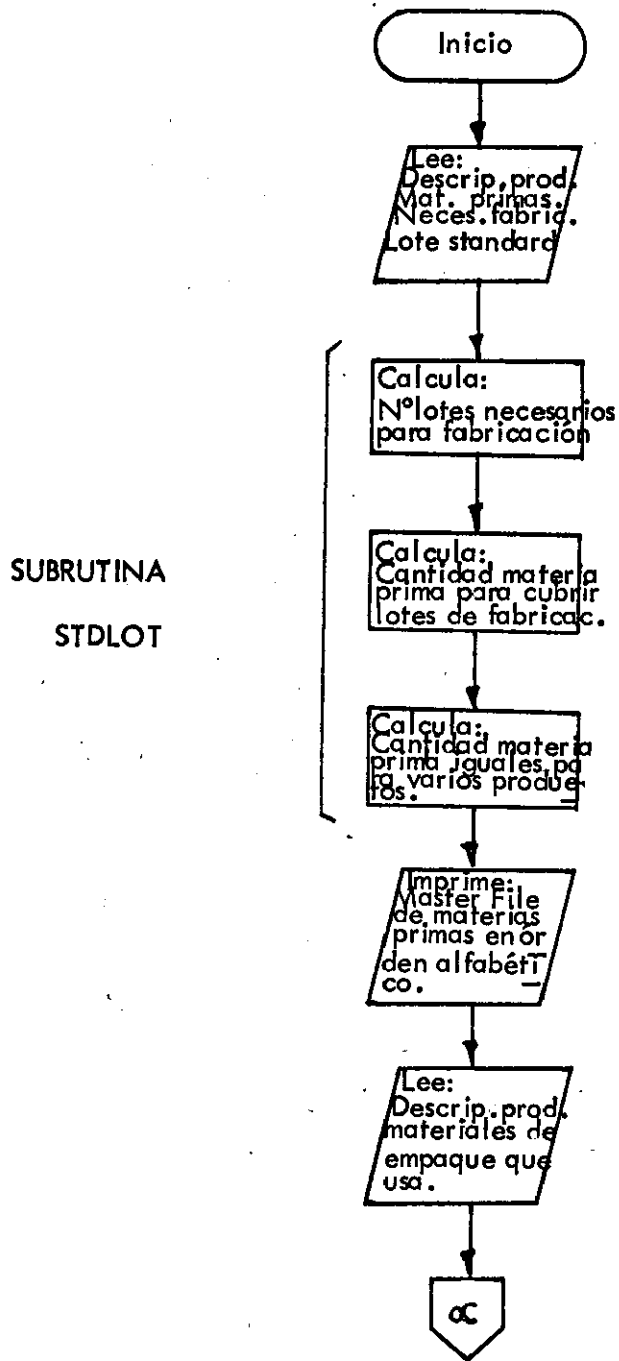 Inicio
Lee:
Descrip.prod.
Mat. primas.
Neces.fabric.
Lote standard
Calcula:
N°lotes necesarios
para fabricación
SUBRUTINA
STDLOT
Calcula:
Cantidad materia
prima para cubrir
lotes de fabricac.
Calcula:
Cantidad materia
prima iguales pa
ra varios produc-
tos.
Imprime:
Master File
de materias
primas en ór
den alfabéti
co.
Lee:
Descrip.prod.
materiales de
empaque que
usa.
α